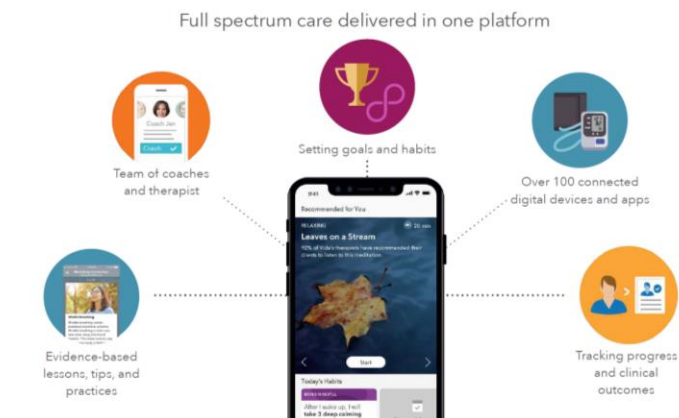 Full spectrum care delivered in one platform
Setting goals and habits
Coach Jen
Coach
Team of coaches
and therapist
Over 100 connected
digital devices and apps
Evidence-based
lessons, tips, and
practices
Tracking progress
and clinical
outcomes
9:41
Recommended for You
RELAXING
20 min
Leaves on a Stream
92% of Vida's therapists have recommended their
clients to listen to this meditation.
Start
Today's Habits
After I wake up, I will
take 3 deep calming